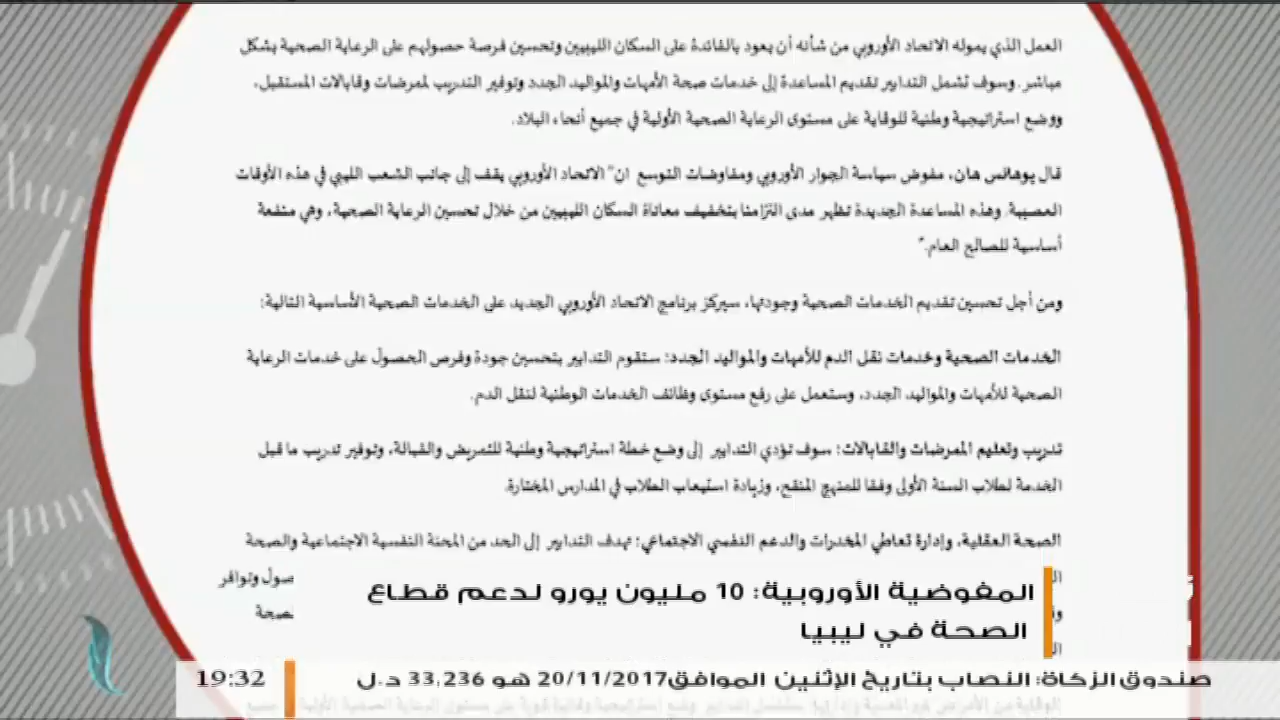 العمل الذي يموله الاتحاد الأوروبي من شأنه أن يعود بالفائدة على السكان الليبيين وتحسين فرصة حصولهم على الرعاية الصحية بشكل
مباشر. وسوف تشمل التدابير تقديم المساعدة إلى خدمات صحة الأمهات والمواليد الجدد وتوفير التدريب لممرضات وقابالات المستقبل،
ووضع استراتيجية وطنية للوقاية على مستوى الرعاية الصحية الأولية في جميع أنحاء البلاد.
قال يوهانس هان، مفوض سياسة الجوار الأوروبي ومفاوضات التوسع ان" الاتحاد الأوروبي يقف إلى جانب الشعب الليبي في هذه الأوقات
العصيبة. وهذه المساعدة الجديدة تظهر مدى التزامنا بتخفيف معاناة السكان الليبيين من خلال تحسين الرعاية الصحية، وهي منفعة
أساسية للصالح العام."
ومن أجل تحسين تقديم الخدمات الصحية وجودتها، سيركز برنامج الاتحاد الأوروبي الجديد على الخدمات الصحية الأساسية التالية:
الخدمات الصحية وخدمات نقل الدم للأمهات والمواليد الجدد: ستقوم التدابير بتحسين جودة وفرص الحصول على خدمات الرعاية
الصحية للأمهات والمواليد الجدد، وستعمل على رفع مستوى وظائف الخدمات الوطنية لنقل الدم.
تدريب وتعليم الممرضات والقابالات: سوف تؤدي التدابير إلى وضع خطة استراتيجية وطنية للتمريض والقبالة، وتوفير تدريب ما قبل
الخدمة لطلاب السنة الأولى وفقا للمنهج المنقح، وزيادة استيعاب الطلاب في المدارس المختارة.
الصحة العقلية، وإدارة تعاطي المخدرات والدعم النفسي الاجتماعي: تهدف التدابير إلى الحد من المحنة النفسية الاجتماعية والصحة
صول وتوافر
المفوضية الأوروبية: 10 مليون يورو لدعم قطاع
الصحة في ليبيا
صندوق الزكاة: النصاب بتاريخ الإثنين الموافق20/11/2017 هو 33,236 د.ل
19:32